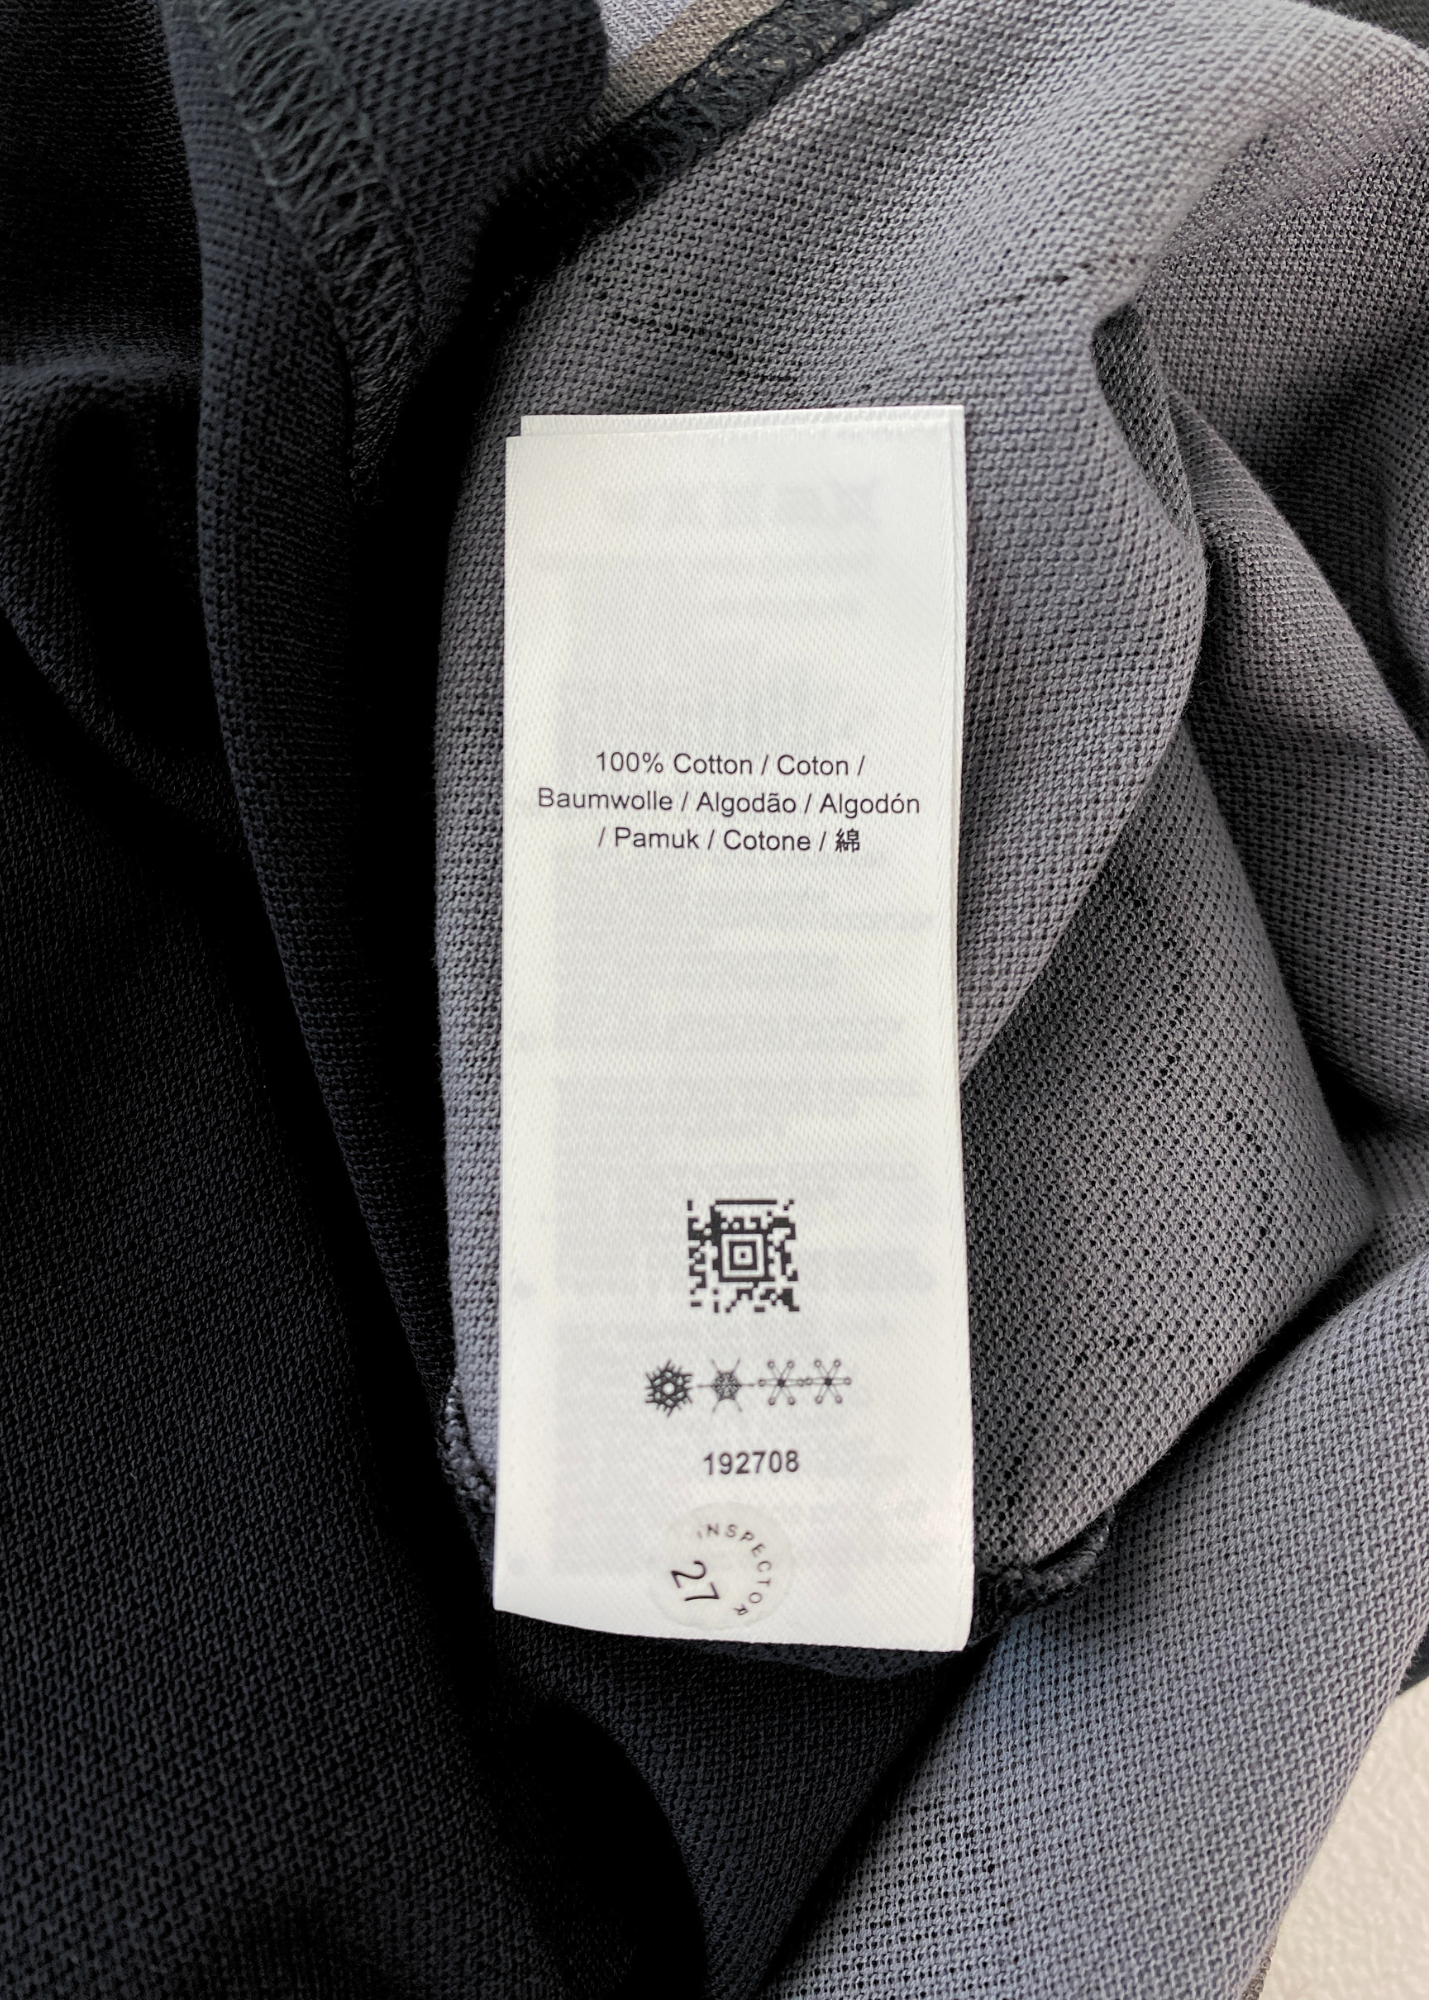 100% Cotton / Coton /
Baumwolle / Algodão / Algodón
/ Pamuk / Cotone / 綿
192708
INSPECTOR
27